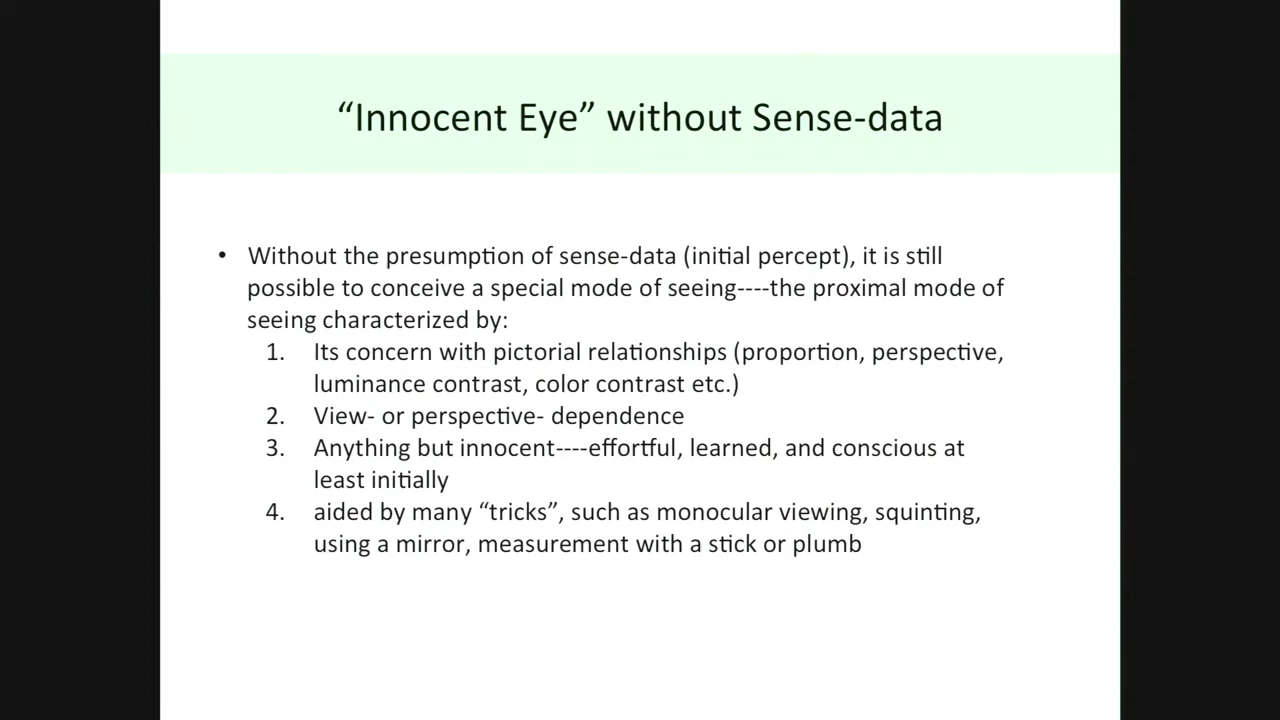 “Innocent Eye” without Sense-data
• Without the presumption of sense-data (initial percept), it is still
possible to conceive a special mode of seeing----the proximal mode of
seeing characterized by:
1. Its concern with pictorial relationships (proportion, perspective,
luminance contrast, color contrast etc.)
2. View- or perspective- dependence
3. Anything but innocent----effortful, learned, and conscious at
least initially
4. aided by many “tricks”, such as monocular viewing, squinting,
using a mirror, measurement with a stick or plumb